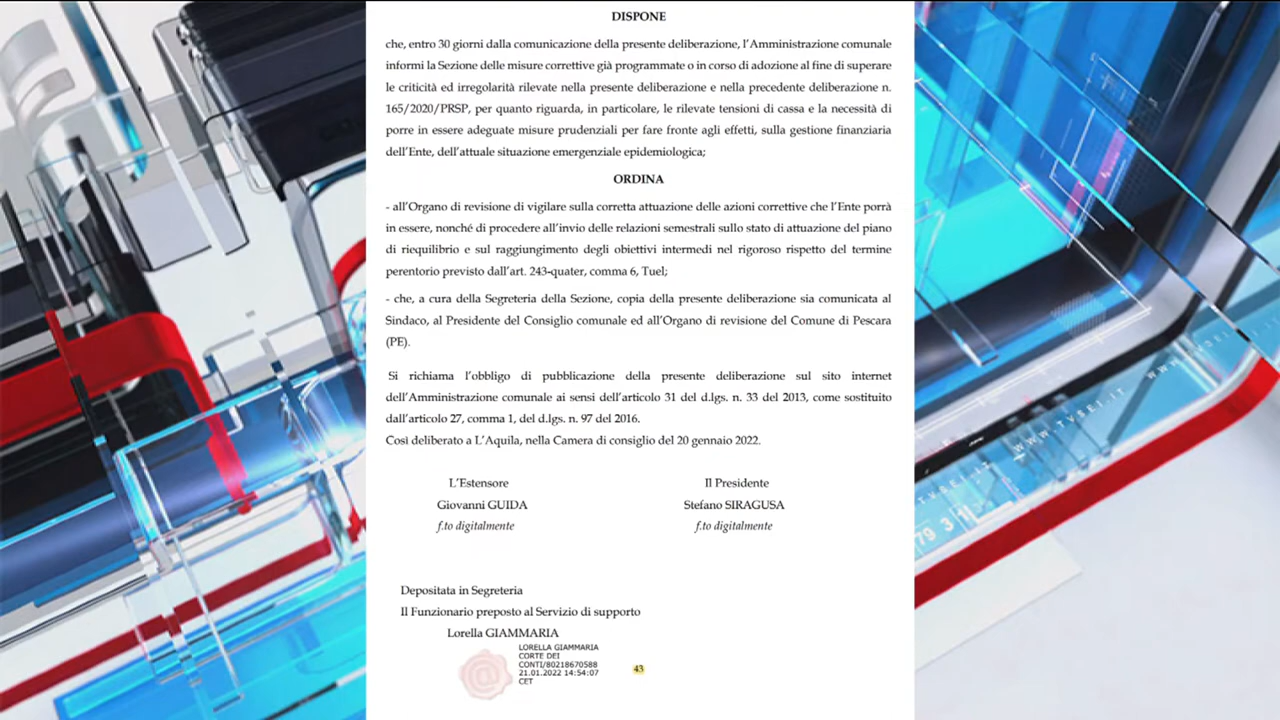 DISPONE
che, entro 30 giorni dalla comunicazione della presente deliberazione, l’Amministrazione comunale
informi la Sezione delle misure correttive già programmate o in corso di adozione al fine di superare
le criticità ed irregolarità rilevate nella presente deliberazione e nella precedente deliberazione n.
165/2020/PRSP, per quanto riguarda, in particolare, le rilevate tensioni di cassa e la necessità di
porre in essere adeguate misure prudenziali per fare fronte agli effetti, sulla gestione finanziaria
dell’Ente, dell’attuale situazione emergenziale epidemiologica;
ORDINA
- all’Organo di revisione di vigilare sulla corretta attuazione delle azioni correttive che l’Ente porrà
in essere, nonché di procedere all’invio delle relazioni semestrali sullo stato di attuazione del piano
di riequilibrio e sul raggiungimento degli obiettivi intermedi nel rigoroso rispetto del termine
perentorio previsto dall’art. 243-quater, comma 6, Tuel;
- che, a cura della Segreteria della Sezione, copia della presente deliberazione sia comunicata al
Sindaco, al Presidente del Consiglio comunale ed all’Organo di revisione del Comune di Pescara
(PE).
Si richiama l’obbligo di pubblicazione della presente deliberazione sul sito internet
dell’Amministrazione comunale ai sensi dell’articolo 31 del d.lgs. n. 33 del 2013, come sostituito
dall’articolo 27, comma 1, del d.lgs. n. 97 del 2016.
Così deliberato a L’Aquila, nella Camera di consiglio del 20 gennaio 2022.
L’Estensore Il Presidente
Giovanni GUIDA Stefano SIRAGUSA
f.to digitalmente f.to digitalmente
Depositata in Segreteria
Il Funzionario preposto al Servizio di supporto
Lorella GIAMMARIA
LORELLA GIAMMARIA
CORTE DEI
CONTI/80218670588
21.01.2022 14:54:07
CET
43
WWW.TVSEI.IT